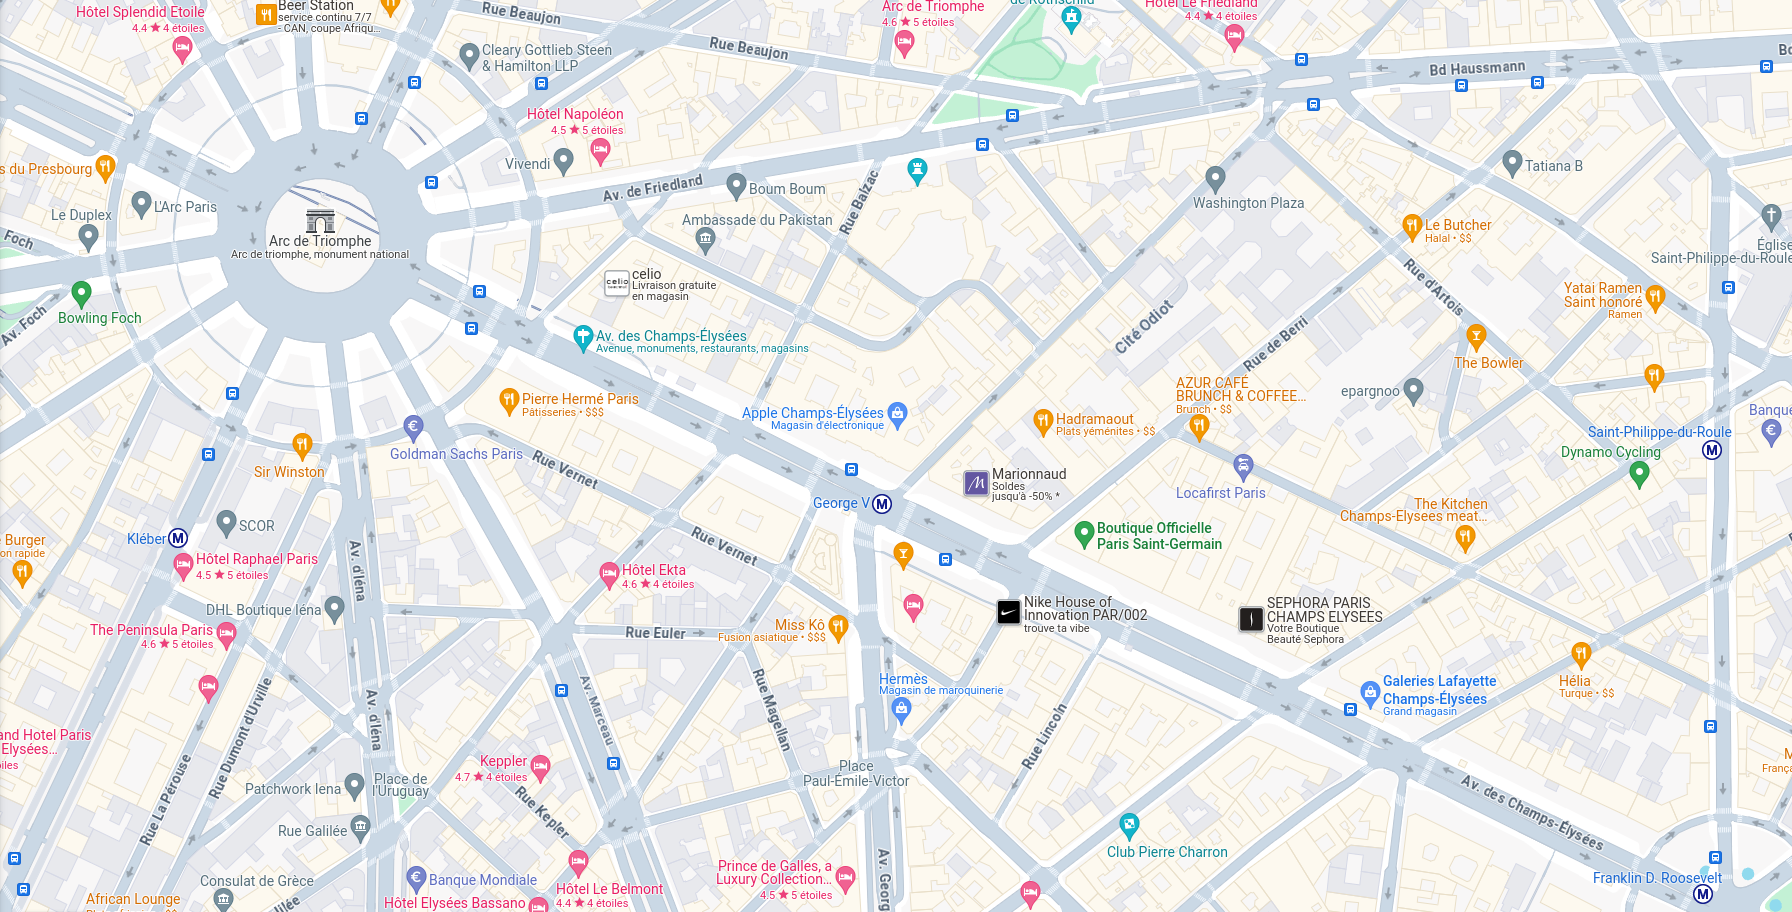 Hôtel Splendid Etoile
4.4 ★ 4 étoiles
Beer Station
service continu 7/7
- CAN, coupe Afriqu...
Rue Beaujon
Cleary Gottlieb Steen
& Hamilton LLP
Rue Beaujon
Arc de Triomphe
4.6 ★ 5 étoiles
de Rothschild
Hôtel Le Friedland
4.4 ★ 4 étoiles
Bd Haussmann
Hôtel Napoléon
4.5 ★ 5 étoiles
Vivendi
s du Presbourg
L'Arc Paris
Le Duplex
Foch
Arc de Triomphe
Arc de triomphe, monument national
Av. de Friedland
Boum Boum
Ambassade du Pakistan
Rue Balzac
Washington Plaza
Tatiana B
Le Butcher
Halal • $$
Église
Saint-Philippe-du-Roule
celio
Livraison gratuite
en magasin
Rue d'Artois
Yatai Ramen
Saint honoré
Ramen
Bowling Foch
Av. Foch
Av. des Champs-Élysées
Avenue, monuments, restaurants, magasins
Cité Odiot
Rue de Berri
The Bowler
Pierre Hermé Paris
Pâtisseries • $$$
Apple Champs-Élysées
Magasin d'électronique
Hadramaout
Plats yéménites • $$
AZUR CAFÉ
BRUNCH & COFFEE...
Brunch • $$
epargnoo
Banque
Saint-Philippe-du-Roule
Dynamo Cycling
Goldman Sachs Paris
Sir Winston
Rue Vernet
Marionnaud
Soldes
jusqu'à -50% *
Locafirst Paris
George V
The Kitchen
Champs-Elysees meat...
SCOR
Kléber
Burger
on rapide
Hôtel Raphael Paris
4.5 ★ 5 étoiles
Av. d'Iéna
Rue Vernet
Boutique Officielle
Paris Saint-Germain
Hôtel Ekta
4.6 ★ 4 étoiles
DHL Boutique Iéna
The Peninsula Paris
4.6 ★ 5 étoiles
Rue Euler
Miss Kô
Fusion asiatique • $$$
Nike House of
Innovation PAR/002
trouve ta vibe
SEPHORA PARIS
CHAMPS ELYSEES
Votre Boutique
Beauté Sephora
Hermès
Magasin de maroquinerie
Galeries Lafayette
Champs-Élysées
Grand magasin
Hélia
Turque • $$
Rue Dumont d'Urville
Av. d'Iéna
Av. Marceau
Rue Magellan
Rue Lincoln
and Hotel Paris
Elysées...
iles
Keppler
4.7 ★ 4 étoiles
Place
Paul-Émile-Victor
Rue La Pérouse
Patchwork Iena
Place de
l'Uruguay
Rue Kepler
Av. des Champs-Élysées
Rue Galilée
Club Pierre Charron
Consulat de Grèce
Banque Mondiale
Hôtel Le Belmont
4.4 ★ 4 étoiles
Prince de Galles, a
Luxury Collection...
4.5 ★ 5 étoiles
Av. Georg
Franklin D. Roosevelt
African Lounge
Hôtel Elysées Bassano